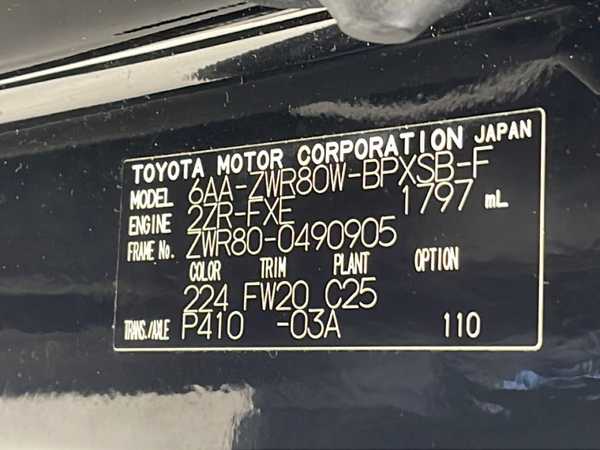 TOYOTA MOTOR CORPORATION JAPAN
MODEL 6AA-ZWR80W-BPXSB-F
ENGINE 2ZR-FXE 1797 mL
FRAME No. ZWR80-0490905
COLOR TRIM PLANT OPTION
224 FW20 C25
TRANS./AXLE P410 -03A 110